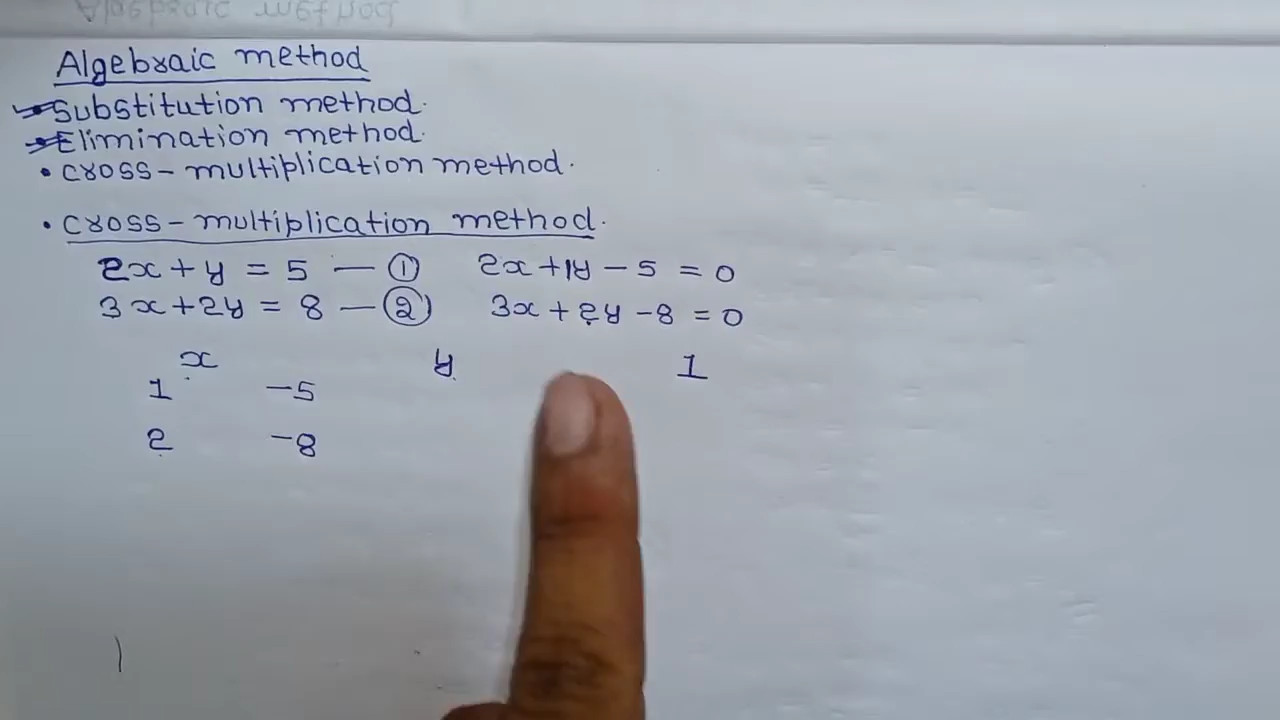 Algebraic method
Substitution method.
Elimination method.
• cross-multiplication method.
• cross-multiplication method.
2x + y = 5 — ① 2x + 1y - 5 = 0
3x + 2y = 8 — ② 3x + 2y - 8 = 0
x y 1
1 -5
2 -8